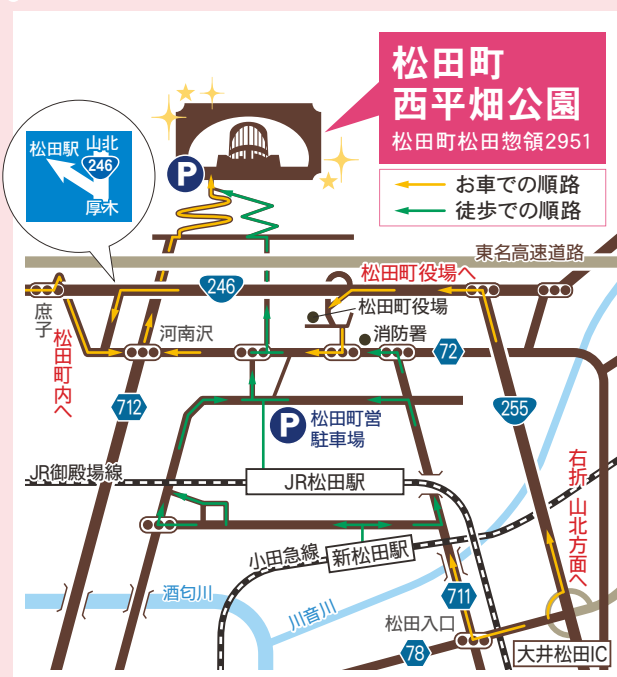 松田町
西平畑公園
松田町松田惣領2951
お車での順路
徒歩での順路
松田駅
山北
246
厚木
P
東名高速道路
松田町役場へ
246
庶子
松田町内へ
河南沢
松田町役場
消防署
72
712
255
P
松田町営
駐車場
JR御殿場線
JR松田駅
右折 山北方面へ
小田急線
新松田駅
酒匂川
川音川
711
松田入口
78
大井松田IC